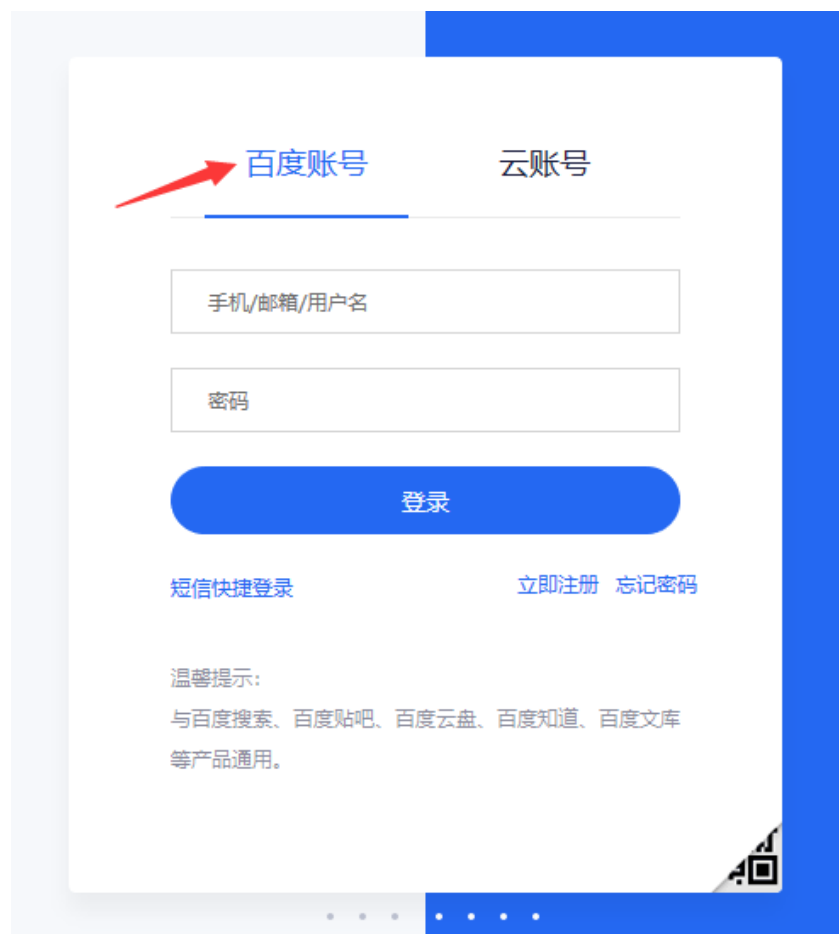 百度账号 云账号
手机/邮箱/用户名
密码
登录
短信快捷登录 立即注册 忘记密码
温馨提示：
与百度搜索、百度贴吧、百度云盘、百度知道、百度文库
等产品通用。